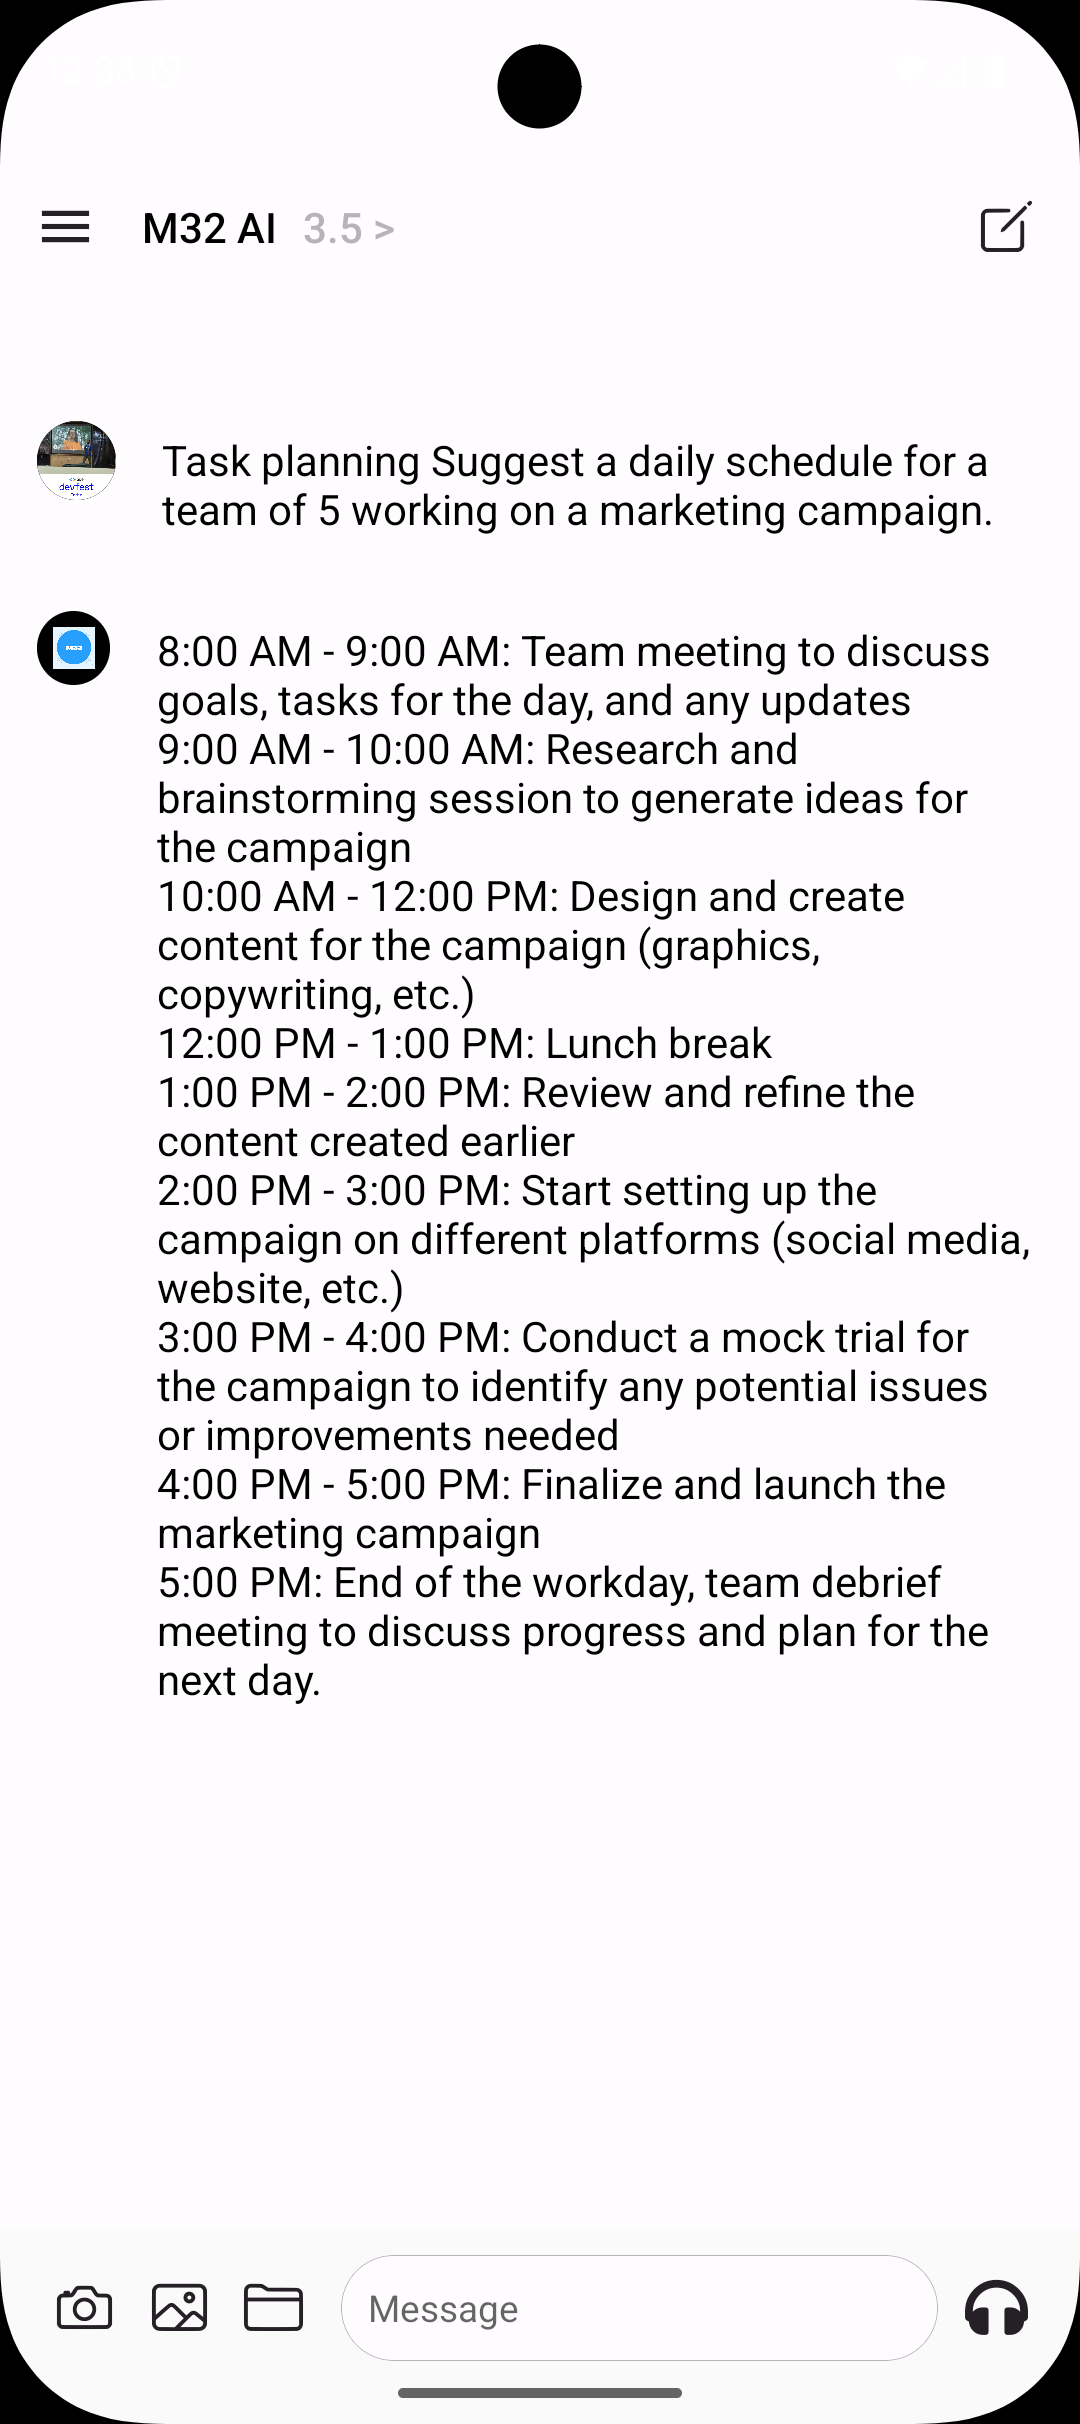 M32 AI 3.5 >
devfest
Task planning Suggest a daily schedule for a
team of 5 working on a marketing campaign.
8:00 AM - 9:00 AM: Team meeting to discuss
goals, tasks for the day, and any updates
9:00 AM - 10:00 AM: Research and
brainstorming session to generate ideas for
the campaign
10:00 AM - 12:00 PM: Design and create
content for the campaign (graphics,
copywriting, etc.)
12:00 PM - 1:00 PM: Lunch break
1:00 PM - 2:00 PM: Review and refine the
content created earlier
2:00 PM - 3:00 PM: Start setting up the
campaign on different platforms (social media,
website, etc.)
3:00 PM - 4:00 PM: Conduct a mock trial for
the campaign to identify any potential issues
or improvements needed
4:00 PM - 5:00 PM: Finalize and launch the
marketing campaign
5:00 PM: End of the workday, team debrief
meeting to discuss progress and plan for the
next day.
Message